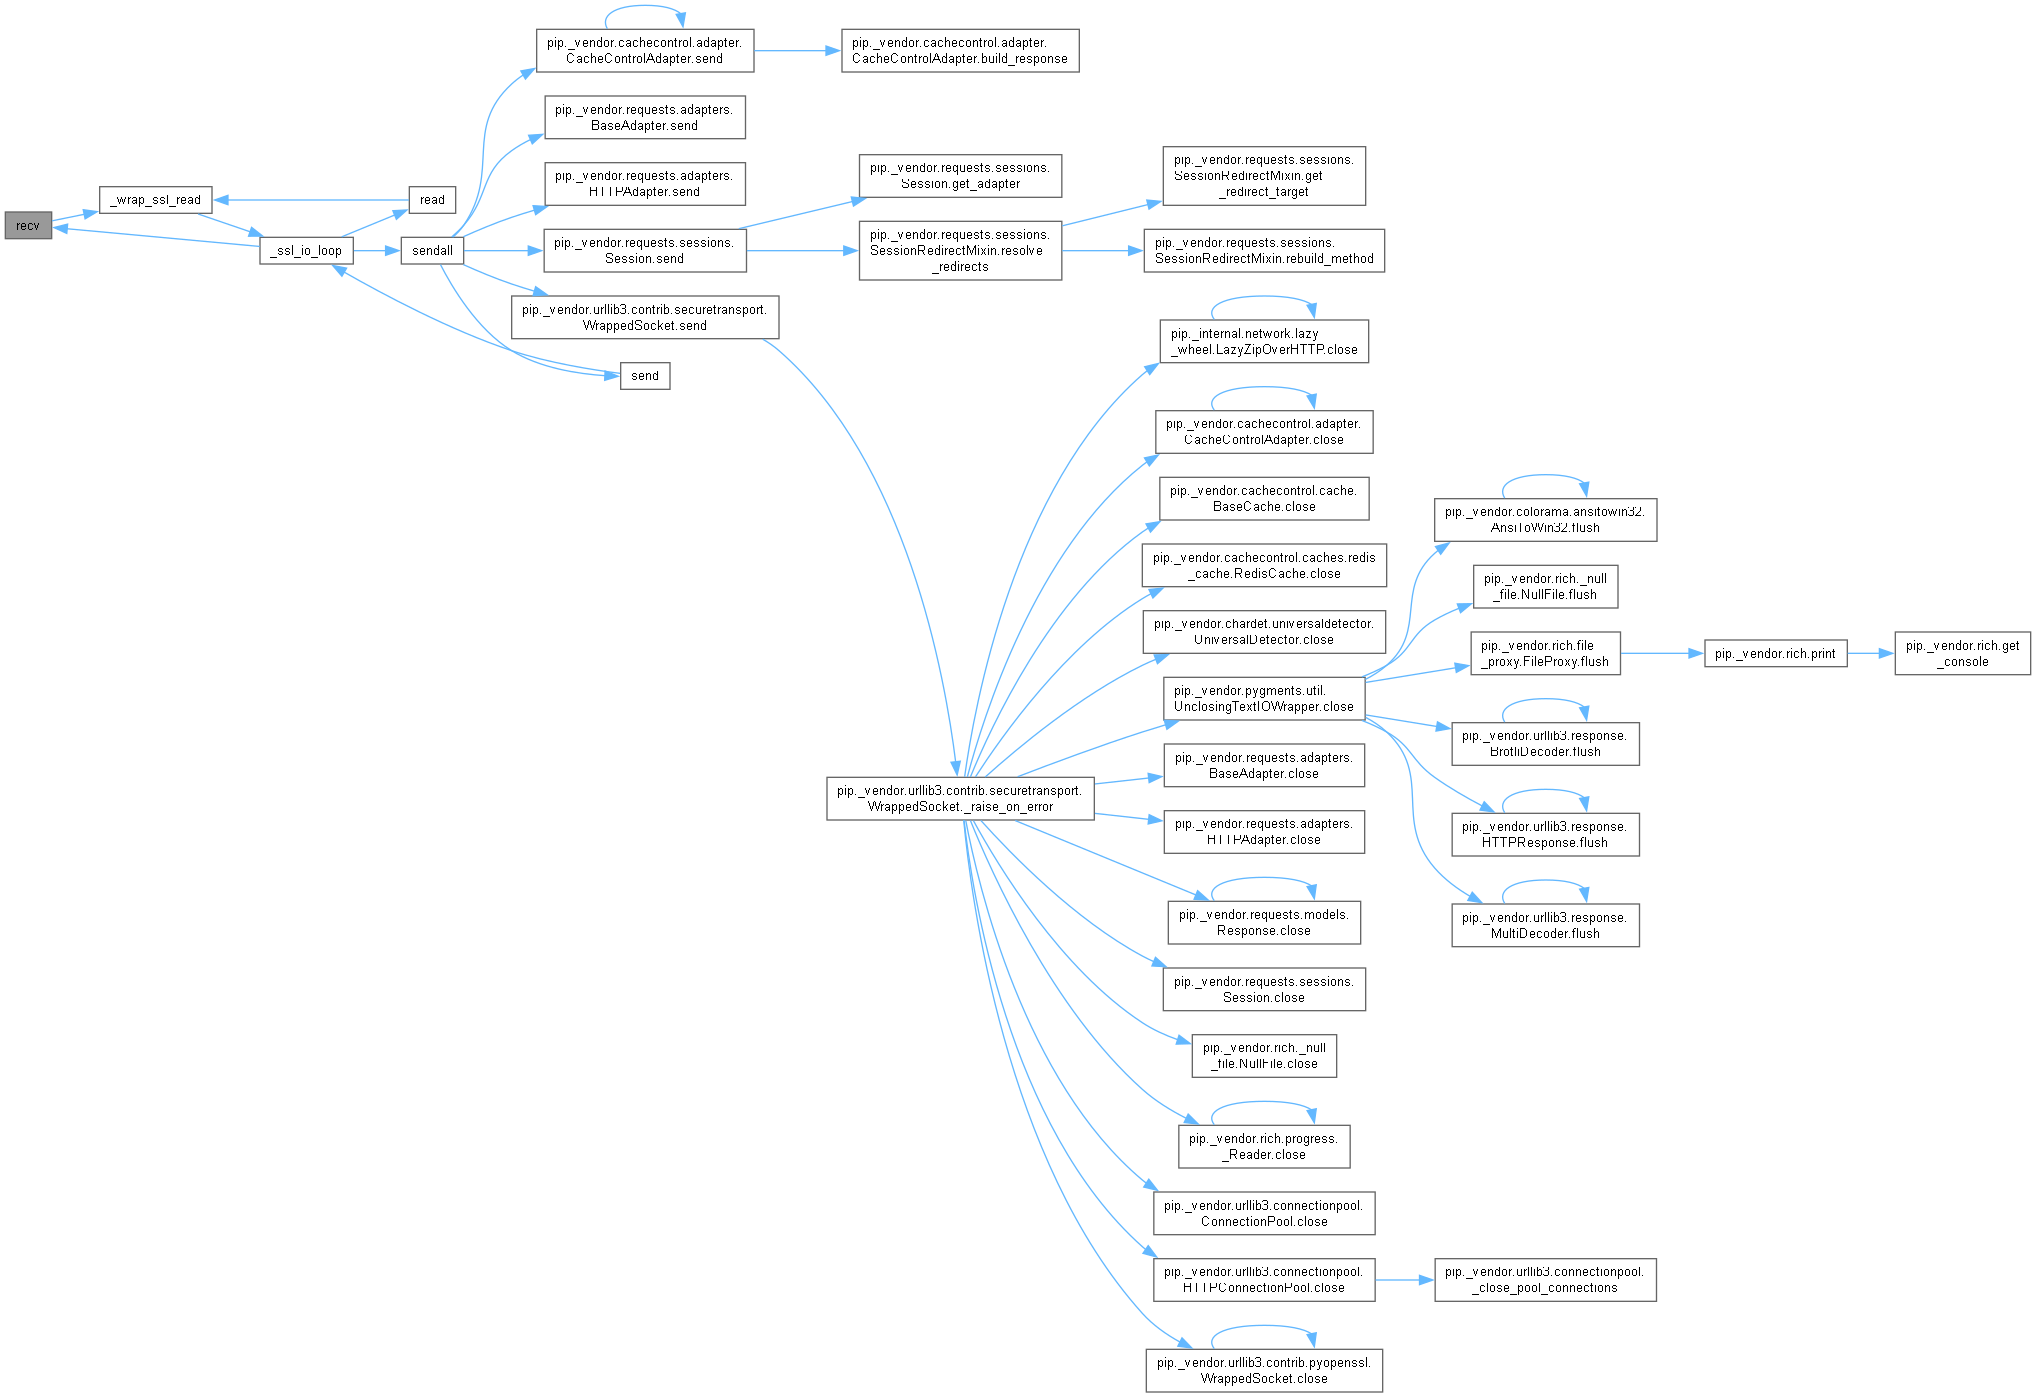 pip._vendor.cachecontrol.adapter.
CacheControlAdapter.send
pip._vendor.cachecontrol.adapter.
CacheControlAdapter.build_response
pip._vendor.requests.adapters.
BaseAdapter.send
pip._vendor.requests.adapters.
HTTPAdapter.send
pip._vendor.requests.sessions.
Session.get_adapter
pip._vendor.requests.sessions.
SessionRedirectMixin.get
_redirect_target
_wrap_ssl_read
read
recv
_ssl_io_loop
sendall
pip._vendor.requests.sessions.
Session.send
pip._vendor.requests.sessions.
SessionRedirectMixin.resolve
_redirects
pip._vendor.requests.sessions.
SessionRedirectMixin.rebuild_method
pip._vendor.urllib3.contrib.securetransport.
WrappedSocket.send
send
pip._internal.network.lazy
_wheel.LazyZipOverHTTP.close
pip._vendor.cachecontrol.adapter.
CacheControlAdapter.close
pip._vendor.cachecontrol.cache.
BaseCache.close
pip._vendor.colorama.ansitowin32.
AnsiToWin32.flush
pip._vendor.cachecontrol.caches.redis
_cache.RedisCache.close
pip._vendor.rich._null
_file.NullFile.flush
pip._vendor.chardet.universaldetector.
UniversalDetector.close
pip._vendor.rich.file
_proxy.FileProxy.flush
pip._vendor.rich.print
pip._vendor.rich.get
_console
pip._vendor.pygments.util.
UnclosingTextIOWrapper.close
pip._vendor.urllib3.response.
BrotliDecoder.flush
pip._vendor.requests.adapters.
BaseAdapter.close
pip._vendor.urllib3.contrib.securetransport.
WrappedSocket._raise_on_error
pip._vendor.requests.adapters.
HTTPAdapter.close
pip._vendor.urllib3.response.
HTTPResponse.flush
pip._vendor.requests.models.
Response.close
pip._vendor.urllib3.response.
MultiDecoder.flush
pip._vendor.requests.sessions.
Session.close
pip._vendor.rich._null
_file.NullFile.close
pip._vendor.rich.progress.
_Reader.close
pip._vendor.urllib3.connectionpool.
ConnectionPool.close
pip._vendor.urllib3.connectionpool.
HTTPConnectionPool.close
pip._vendor.urllib3.connectionpool.
_close_pool_connections
pip._vendor.urllib3.contrib.pyopenssl.
WrappedSocket.close